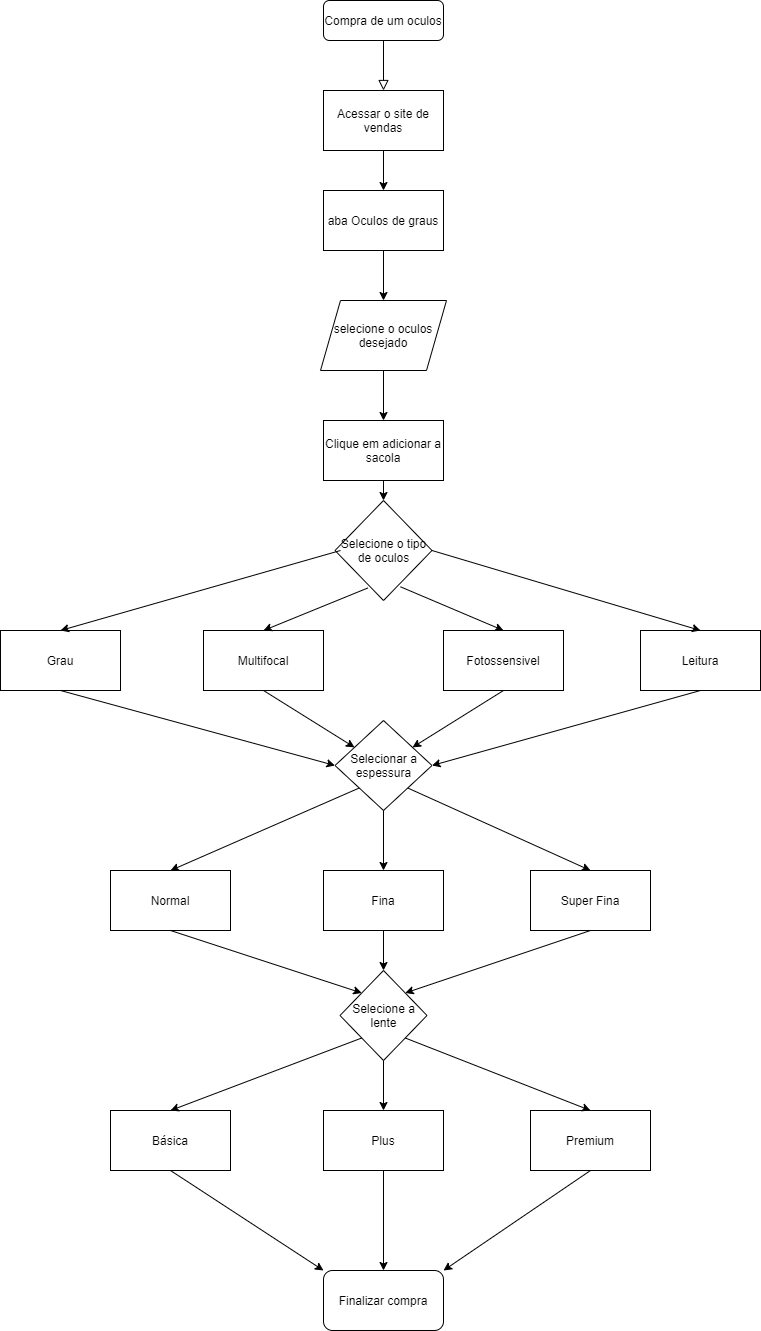 Compra de um oculos
Acessar o site de
vendas
aba Oculos de graus
selecione o oculos
desejado
Clique em adicionar a
sacola
Selecione o tipo
de oculos
Grau
Multifocal
Fotossensivel
Leitura
Selecionar a
espessura
Normal
Fina
Super Fina
Selecione a
lente
Básica
Plus
Premium
Finalizar compra